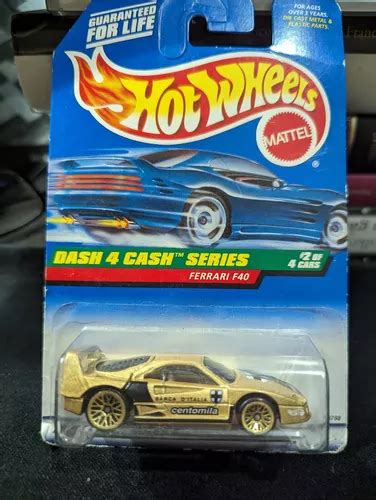 GUARANTEED
FOR LIFE
FOR AGES
OVER 3 YEARS.
DIE CAST METAL &
PLASTIC PARTS.
Franc
HOT WHEELS
MATTEL
®
DASH 4 CASH™ SERIES
FERRARI F40
#2 OF
4 CARS
BANCA D'ITALIA
centomila